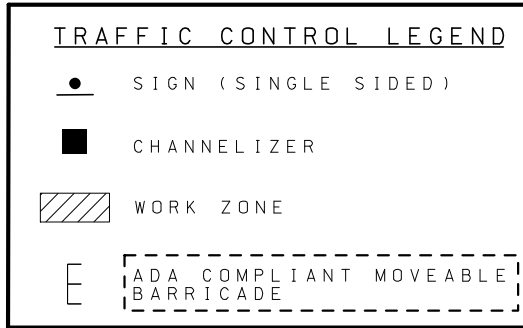 TRAFFIC CONTROL LEGEND
SIGN (SINGLE SIDED)
CHANNELIZER
WORK ZONE
ADA COMPLIANT MOVEABLE
BARRICADE